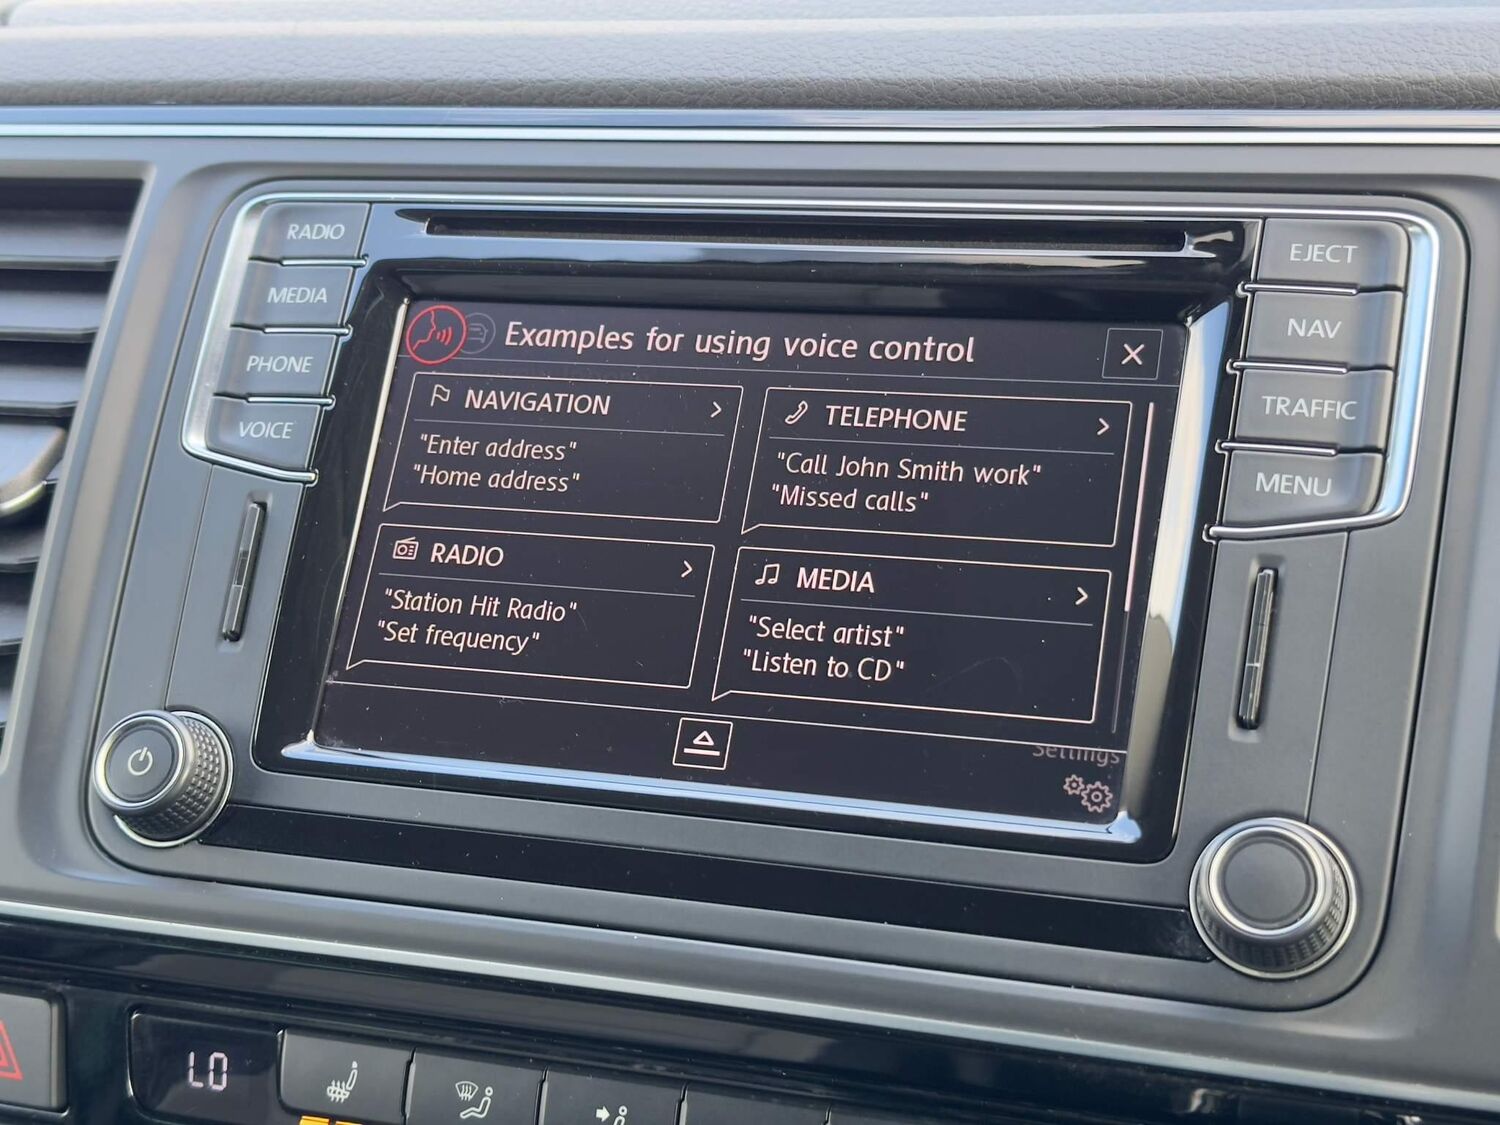 RADIO
MEDIA
PHONE
VOICE
EJECT
NAV
TRAFFIC
MENU
Examples for using voice control
NAVIGATION
"Enter address"
"Home address"
TELEPHONE
"Call John Smith work"
"Missed calls"
RADIO
"Station Hit Radio"
"Set frequency"
MEDIA
"Select artist"
"Listen to CD"
Settings
LO